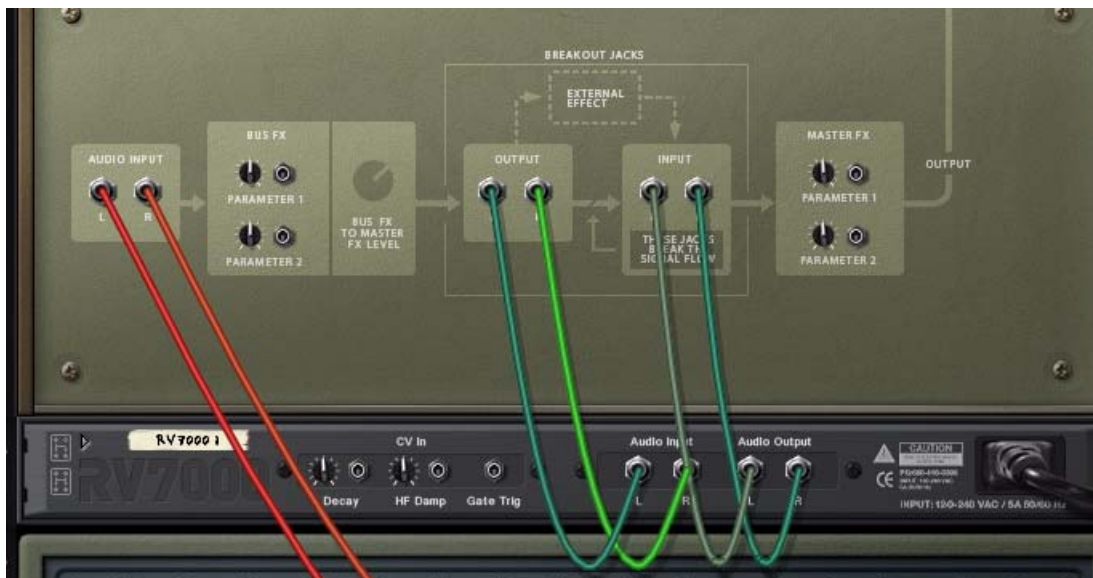 BREAKOUT JACKS
EXTERNAL
EFFECT
AUDIO INPUT
L
R
BUS FX
PARAMETER 1
PARAMETER 2
BUS FX
TO MASTER
FX LEVEL
OUTPUT
INPUT
THESE JACKS
BREAK THE
SIGNAL FLOW
MASTER FX
PARAMETER 1
PARAMETER 2
OUTPUT
RV7000 1
RV7000
CV In
Decay
HF Damp
Gate Trig
Audio Input
L
R
Audio Output
L
R
CAUTION
CE
INPUT: 120-240 VAC / 5A 50/60 Hz